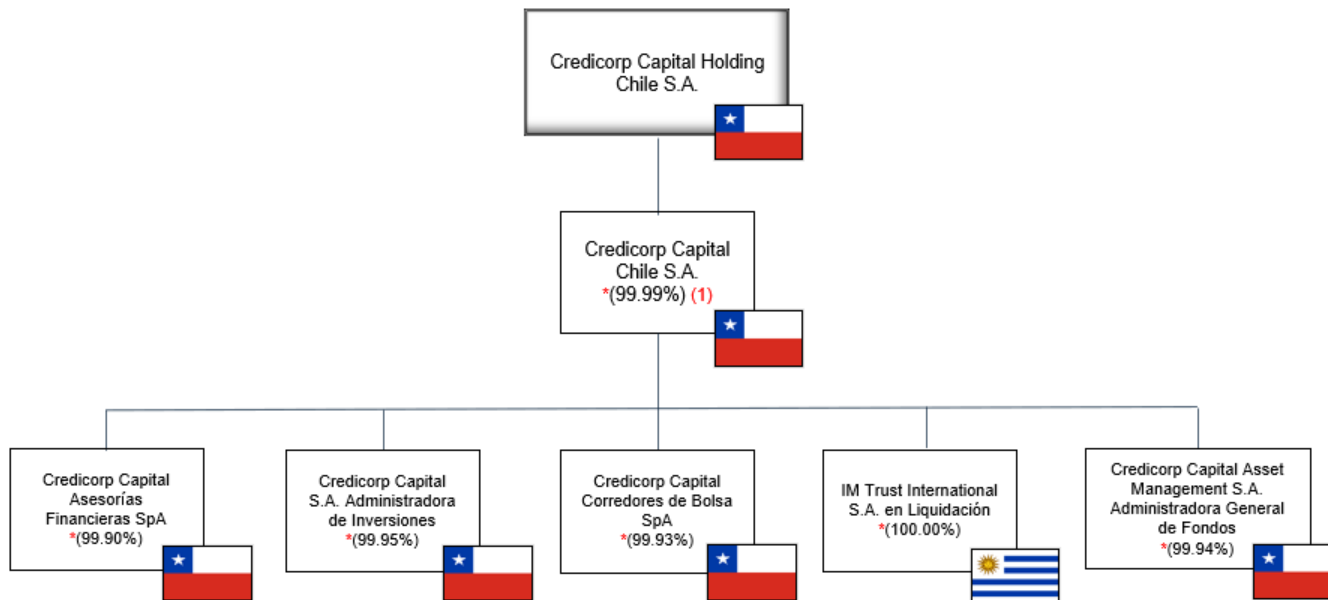 Credicorp Capital Holding
Chile S.A.
Credicorp Capital
Chile S.A.
*(99.99%) (1)
Credicorp Capital
Asesorías
Financieras SpA
*(99.90%)
Credicorp Capital
S.A. Administradora
de Inversiones
*(99.95%)
Credicorp Capital
Corredores de Bolsa
SpA
*(99.93%)
IM Trust International
S.A. en Liquidación
*(100.00%)
Credicorp Capital Asset
Management S.A.
Administradora General
de Fondos
*(99.94%)